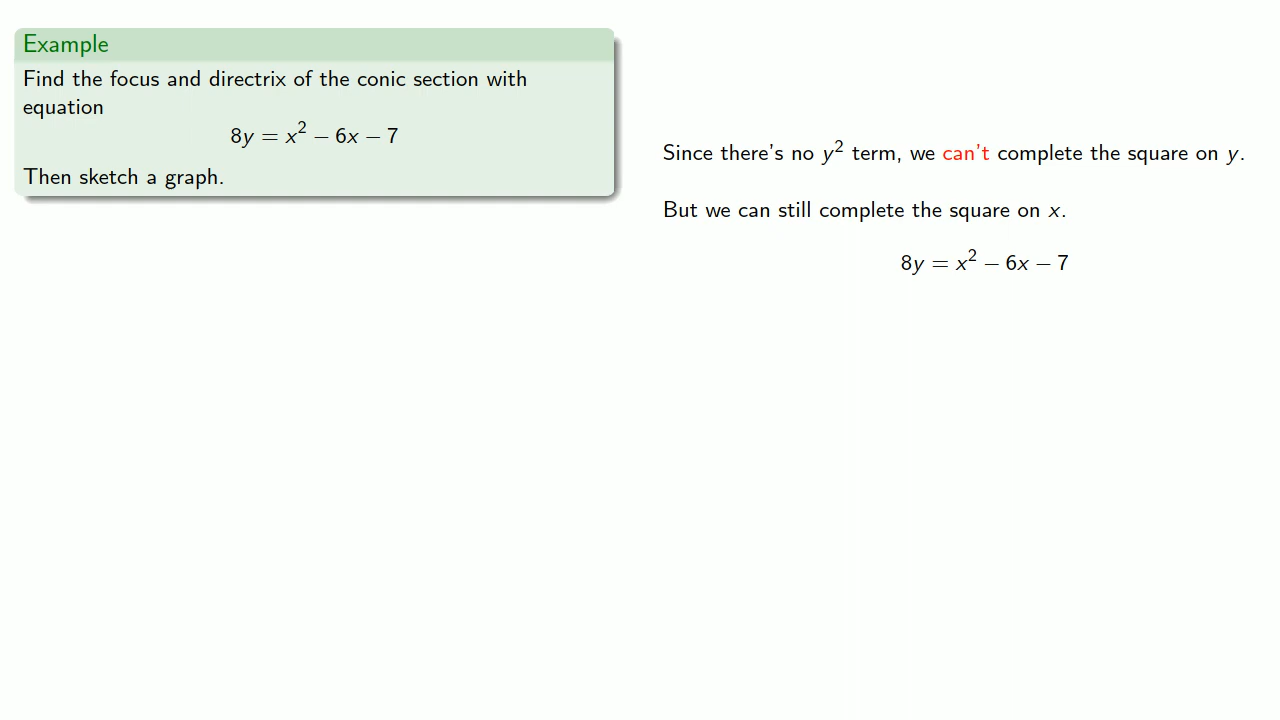 Example
Find the focus and directrix of the conic section with
equation
8y = x² − 6x − 7
Then sketch a graph.
Since there's no y² term, we can't complete the square on y.
But we can still complete the square on x.
8y = x² − 6x − 7